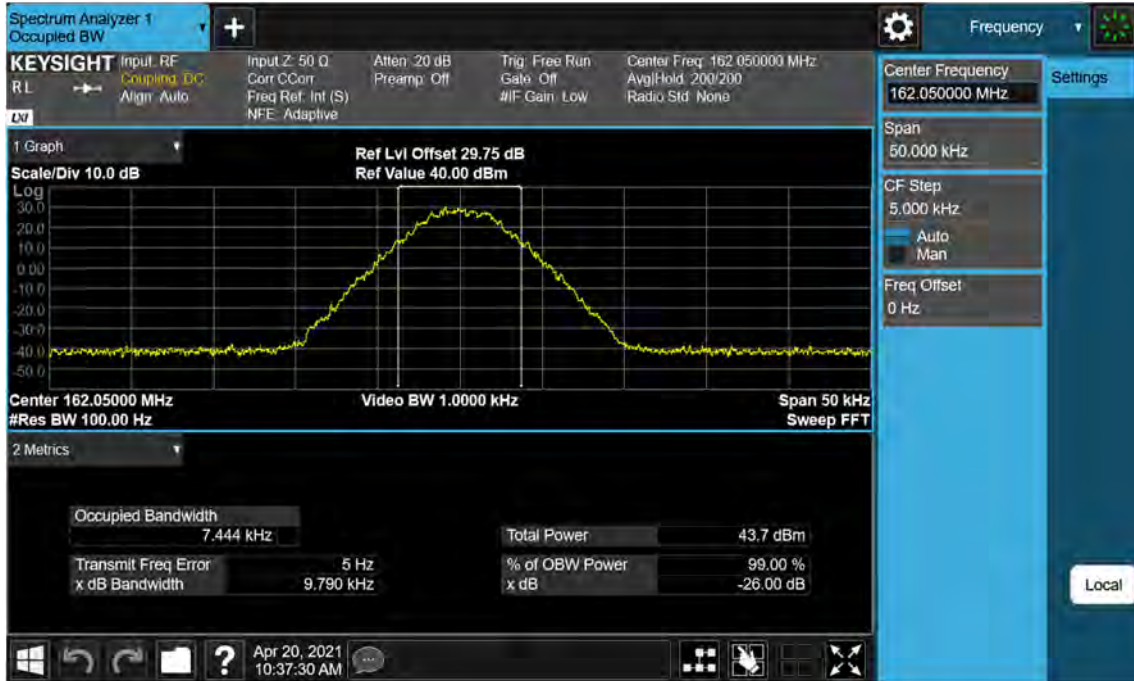 Spectrum Analyzer 1
Occupied BW
Frequency
KEYSIGHT
RL
LXI
Input: RF
Coupling: DC
Align: Auto
Input Z: 50 Ω
Corr CCorr
Freq Ref: Int (S)
NFE: Adaptive
Atten: 20 dB
Preamp: Off
Trig: Free Run
Gate: Off
#IF Gain: Low
Center Freq: 162.050000 MHz
Avg|Hold: 200/200
Radio Std: None
1 Graph
Scale/Div 10.0 dB
Ref Lvl Offset 29.75 dB
Ref Value 40.00 dBm
Log
30.0
20.0
10.0
0.00
-10.0
-20.0
-30.0
-40.0
-50.0
Center 162.05000 MHz
#Res BW 100.00 Hz
Video BW 1.0000 kHz
Span 50 kHz
Sweep FFT
2 Metrics
Occupied Bandwidth
7.444 kHz
Transmit Freq Error 5 Hz
x dB Bandwidth 9.790 kHz
Total Power 43.7 dBm
% of OBW Power 99.00 %
x dB -26.00 dB
Apr 20, 2021
10:37:30 AM
Center Frequency
162.050000 MHz
Span
50.000 kHz
CF Step
5.000 kHz
Auto
Man
Freq Offset
0 Hz
Settings
Local